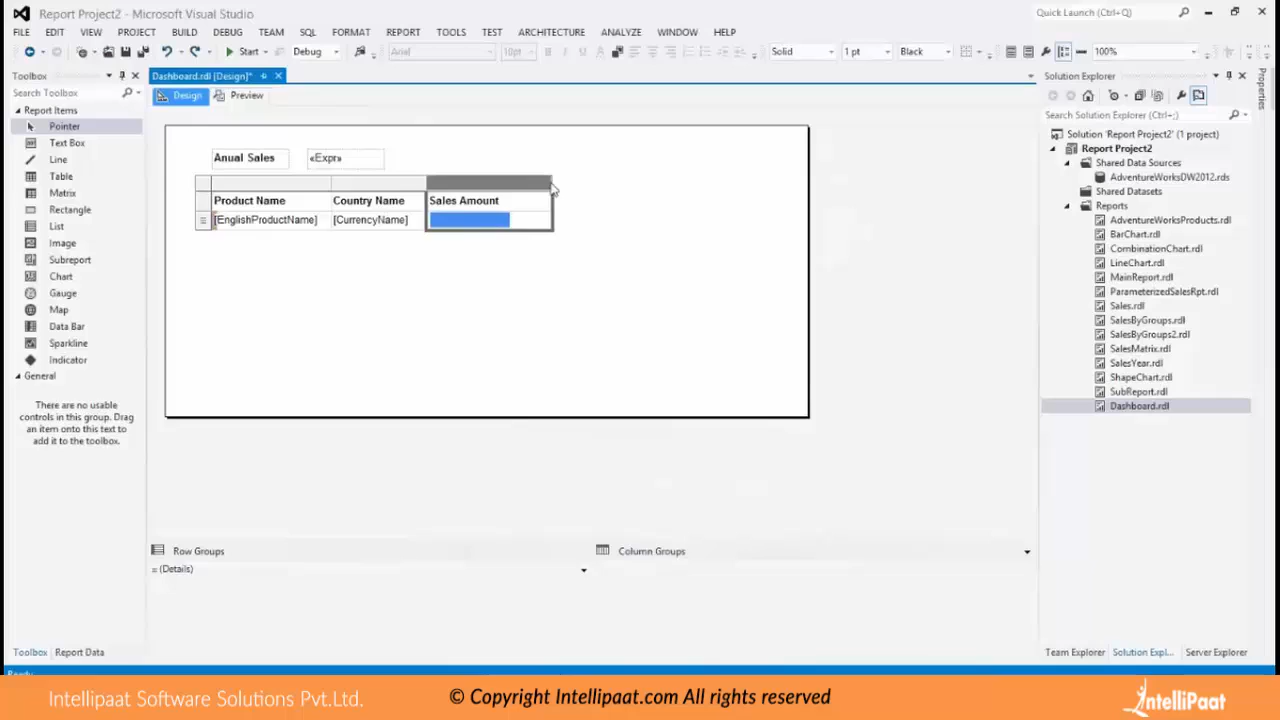 Report Project2 - Microsoft Visual Studio
Quick Launch (Ctrl+Q)
FILE EDIT VIEW PROJECT BUILD DEBUG TEAM SQL FORMAT REPORT TOOLS TEST ARCHITECTURE ANALYZE WINDOW HELP
Start Debug Arial 10pt Solid 1 pt Black 100%
Toolbox
Search Toolbox
Report Items
Pointer
Text Box
Line
Table
Matrix
Rectangle
List
Image
Subreport
Chart
Gauge
Map
Data Bar
Sparkline
Indicator
General
There are no usable
controls in this group. Drag
an item onto this text to
add it to the toolbox.
Toolbox Report Data
Dashboard.rdl [Design]*
Design Preview
Anual Sales «Expr»
Product Name Country Name Sales Amount
[EnglishProductName] [CurrencyName]
Row Groups Column Groups
(Details)
Solution Explorer
Search Solution Explorer (Ctrl+;)
Solution 'Report Project2' (1 project)
Report Project2
Shared Data Sources
AdventureWorksDW2012.rds
Shared Datasets
Reports
AdventureWorksProducts.rdl
BarChart.rdl
CombinationChart.rdl
LineChart.rdl
MainReport.rdl
ParameterizedSalesRpt.rdl
Sales.rdl
SalesByGroups.rdl
SalesByGroups2.rdl
SalesMatrix.rdl
SalesYear.rdl
ShapeChart.rdl
SubReport.rdl
Dashboard.rdl
Team Explorer Solution Expl... Server Explorer
Properties
Ready
Intellipaat Software Solutions Pvt.Ltd.
© Copyright Intellipaat.com All rights reserved
IntelliPaat